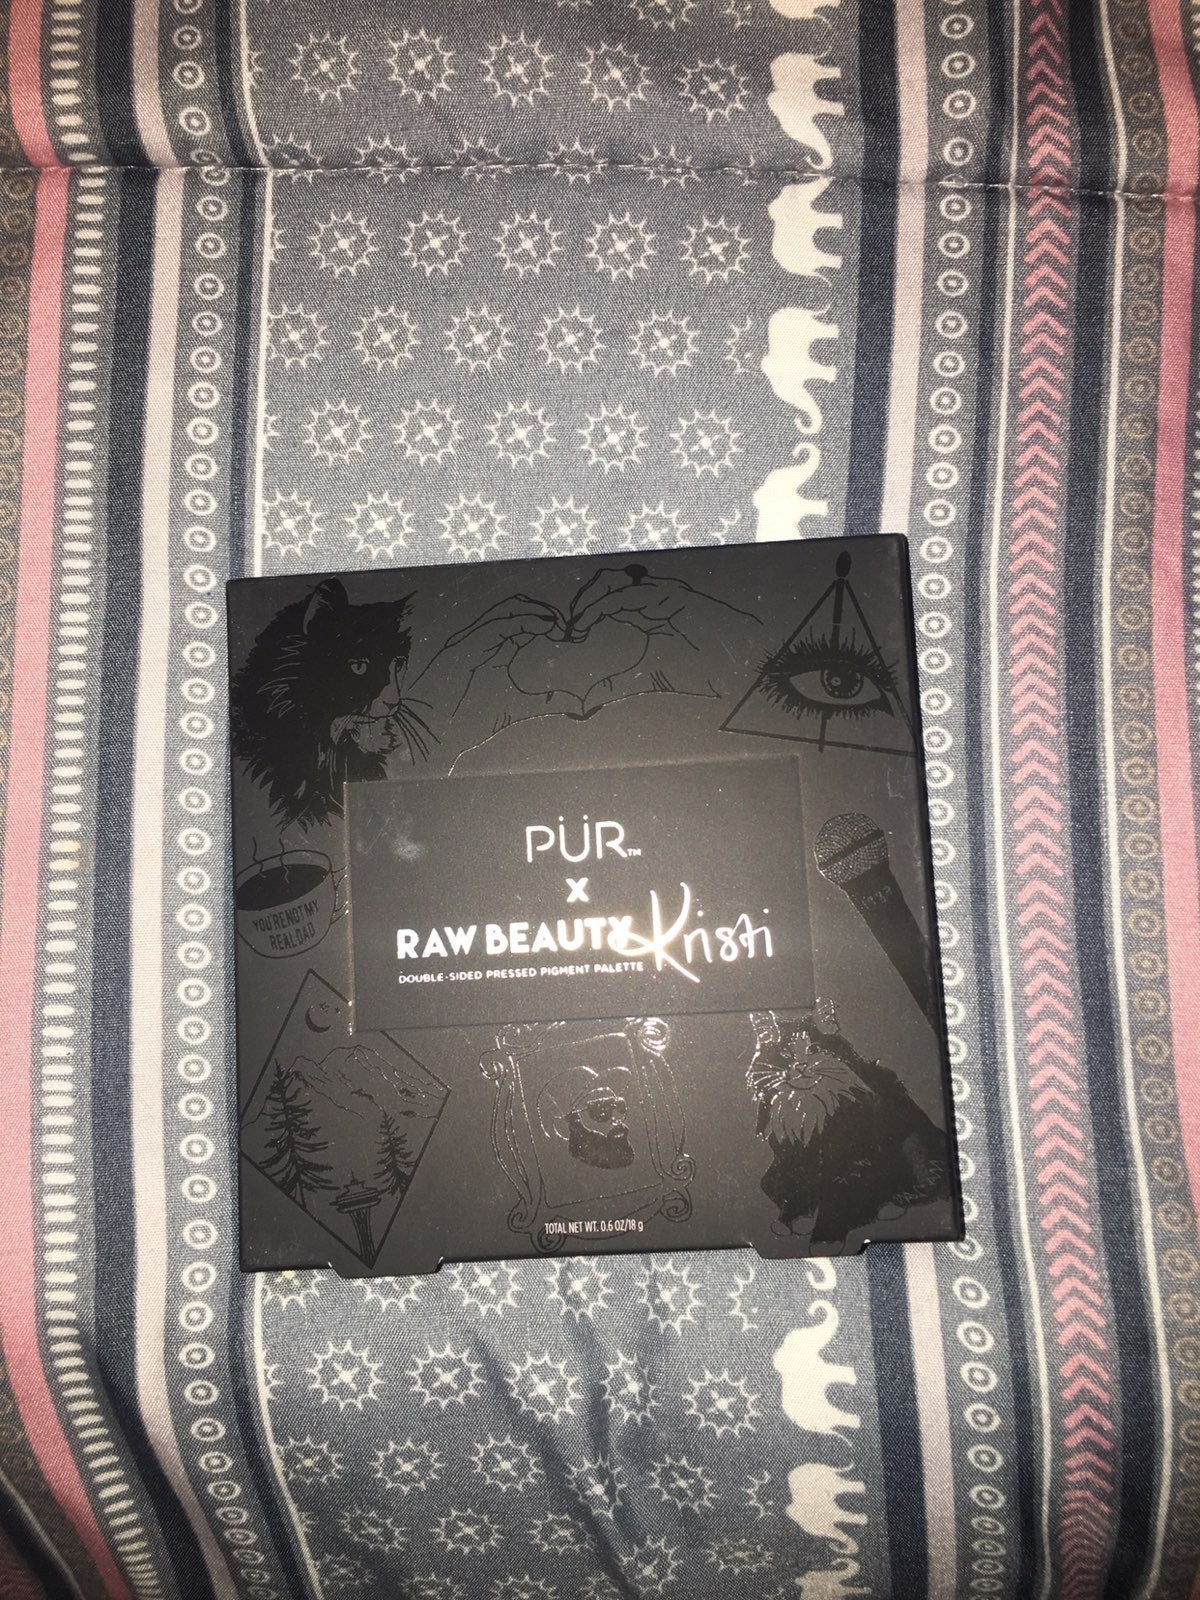 PÜR™
X
RAW BEAUTY Kristi
DOUBLE-SIDED PRESSED PIGMENT PALETTE
YOU'RE NOT MY
REAL DAD
TOTAL NET WT. 0.6 OZ/18 g